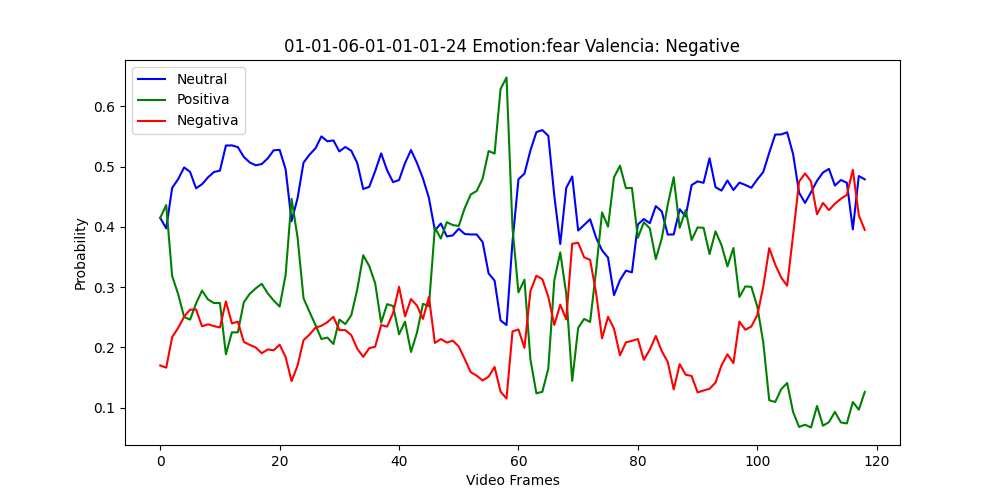 01-01-06-01-01-01-24 Emotion:fear Valencia: Negative
Neutral
Positiva
Negativa
Probability
0.6
0.5
0.4
0.3
0.2
0.1
0 20 40 60 80 100 120
Video Frames